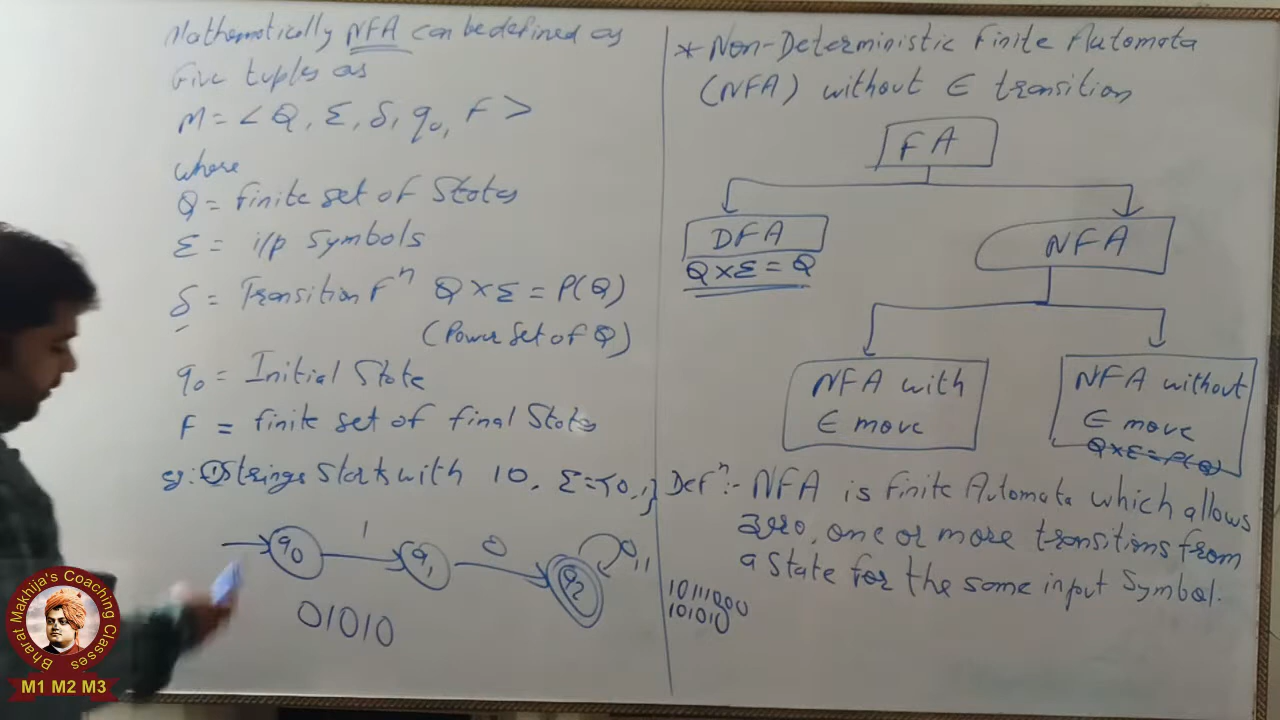 Mathematically NFA can be defined as
Five tuples as
M = < Q, Σ, δ, q0, F >
where
Q = Finite set of States
Σ = i/p Symbols
δ = Transition Fⁿ Q × Σ = P(Q)
(Power Set of Q)
q0 = Initial State
F = finite set of final States
eg: ① Strings Starts with 10, Σ = {0, 1}
q0
1
q1
0
q2
0,1
01010
* Non-Deterministic Finite Automata
(NFA) without ∈ transition
FA
DFA
Q × Σ = Q
NFA
NFA with
∈ move
NFA without
∈ move
Q × Σ = P(Q)
Defⁿ :- NFA is Finite Automata which allows
zero, one or more transitions from
a State for the same input Symbol.
10111000
101010
Bharat Makhija's Coaching Classes
M1 M2 M3